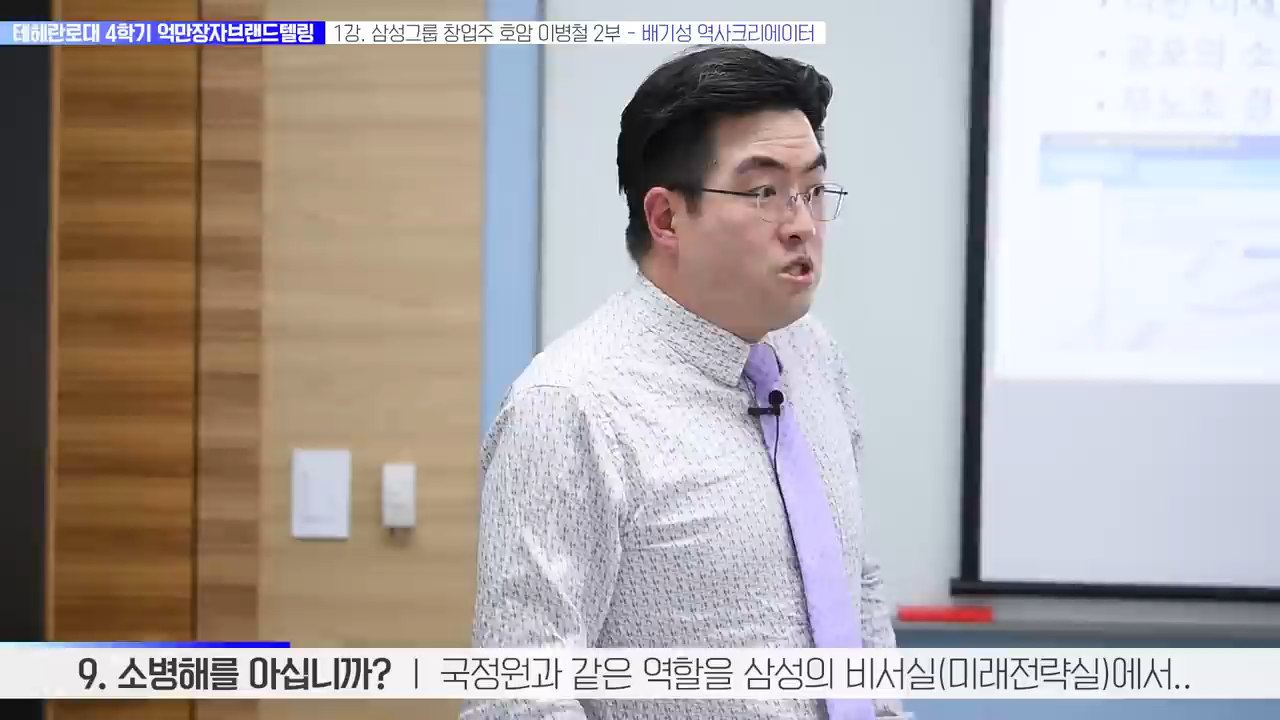 테헤란로대 4학기 억만장자브랜드텔링 1강. 삼성그룹 창업주 호암 이병철 2부 - 배기성 역사크리에이터
9. 소병해를 아십니까? | 국정원과 같은 역할을 삼성의 비서실(미래전략실)에서..